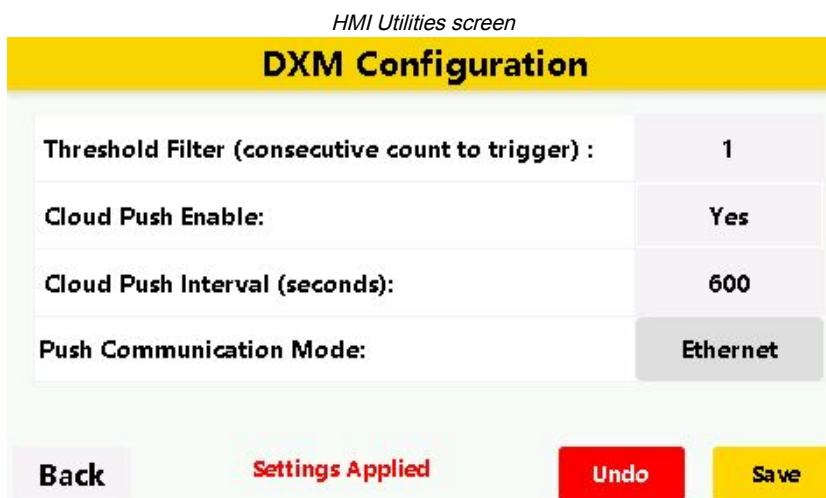 HMI Utilities screen
DXM Configuration
Threshold Filter (consecutive count to trigger) : 1
Cloud Push Enable: Yes
Cloud Push Interval (seconds): 600
Push Communication Mode: Ethernet
Back Settings Applied Undo Save